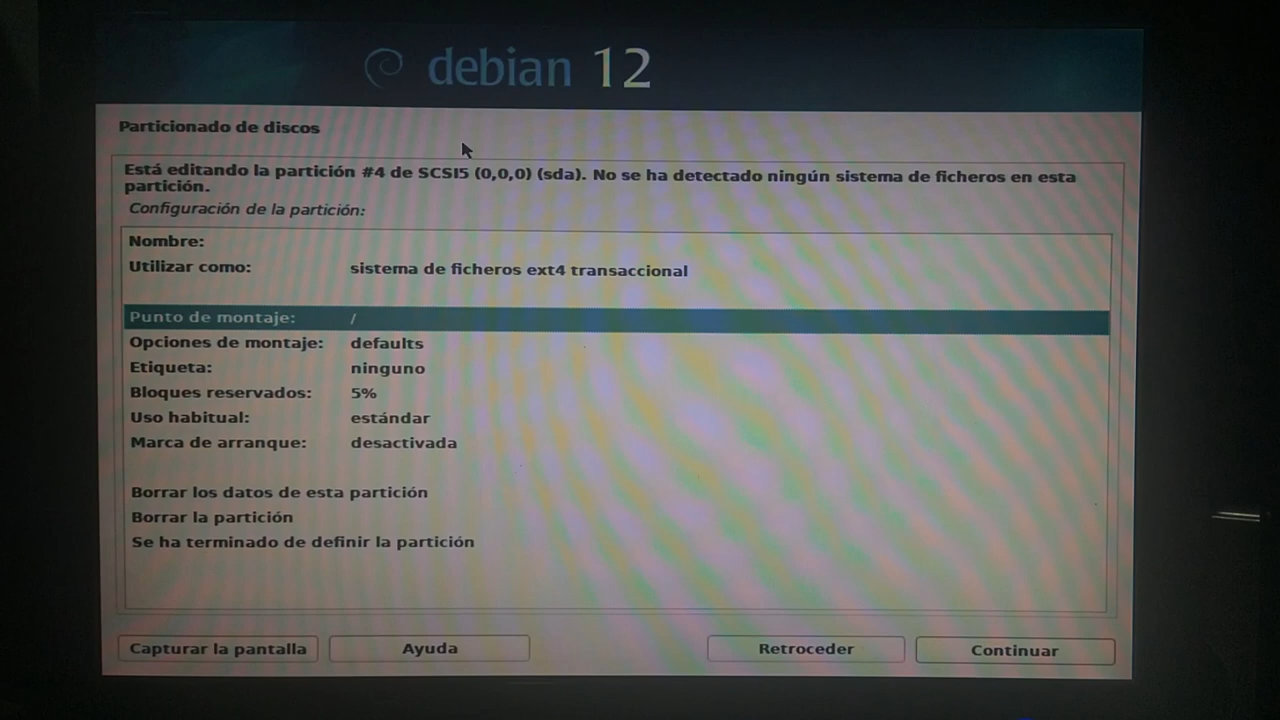 debian 12
Particionado de discos
Está editando la partición #4 de SCSI5 (0,0,0) (sda). No se ha detectado ningún sistema de ficheros en esta
partición.
Configuración de la partición:
Nombre:
Utilizar como: sistema de ficheros ext4 transaccional
Punto de montaje: /
Opciones de montaje: defaults
Etiqueta: ninguno
Bloques reservados: 5%
Uso habitual: estándar
Marca de arranque: desactivada
Borrar los datos de esta partición
Borrar la partición
Se ha terminado de definir la partición
Capturar la pantalla Ayuda Retroceder Continuar